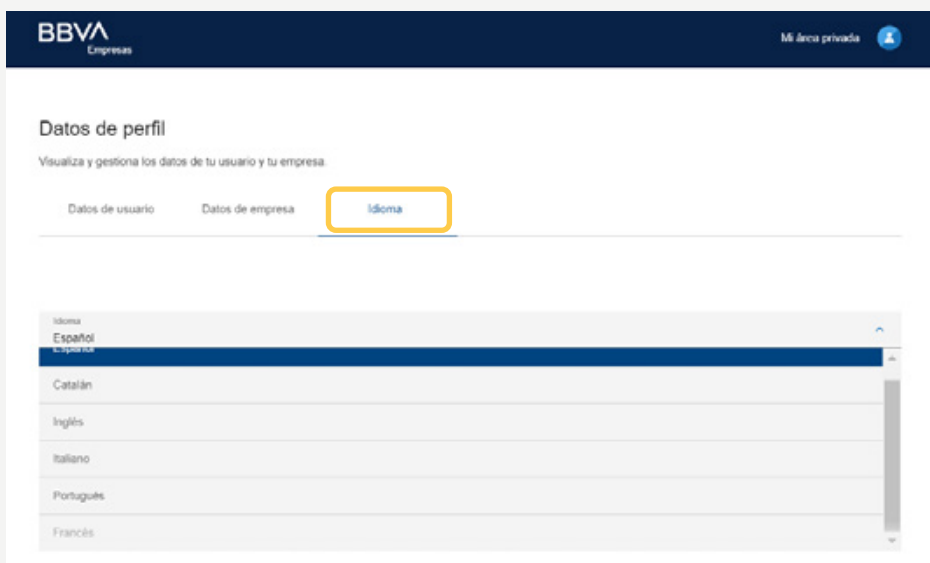 BBVA
Empresas
Mi área privada
Datos de perfil
Visualiza y gestiona los datos de tu usuario y tu empresa.
Datos de usuario Datos de empresa Idioma
Idioma
Español
Español
Catalán
Inglés
Italiano
Portugués
Francés